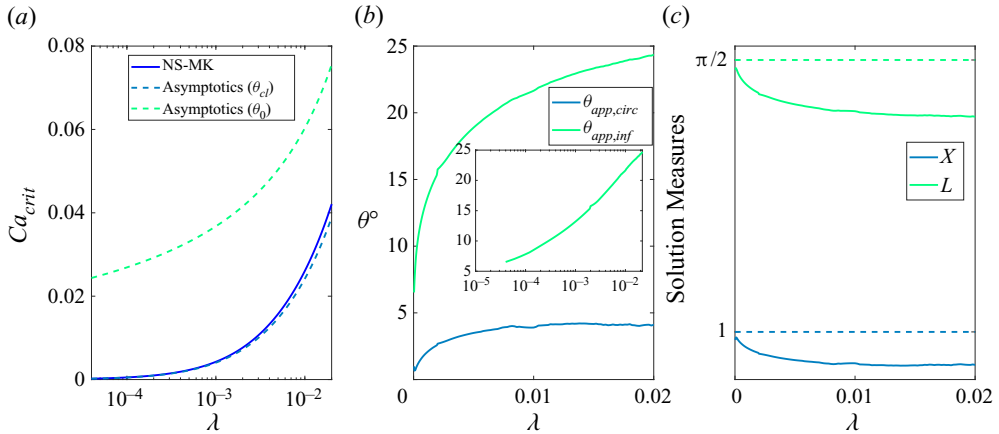 (a)
(b)
(c)
0.08
0.06
0.04
0.02
0
Ca_crit
10⁻⁴
10⁻³
10⁻²
λ
NS-MK
Asymptotics (θ_cl)
Asymptotics (θ_0)
25
20
15
10
5
0
θ°
0
0.01
0.02
λ
θ_app,circ
θ_app,inf
25
20
15
10
5
10⁻⁵
10⁻⁴
10⁻³
10⁻²
Solution Measures
π/2
1
0
0.01
0.02
λ
X
L